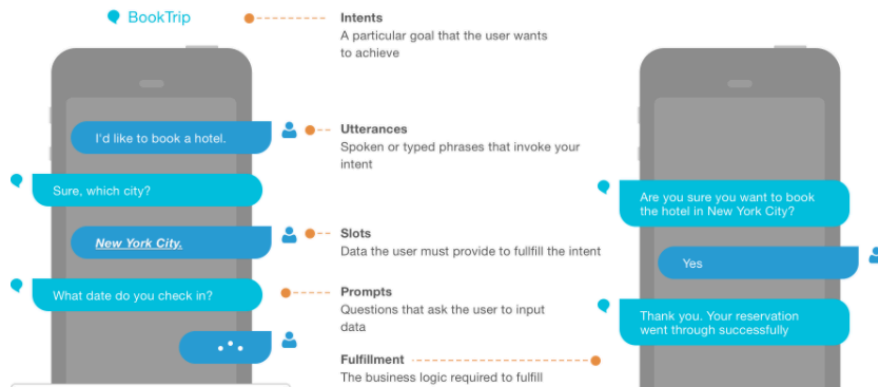 BookTrip
Intents
A particular goal that the user wants
to achieve
I'd like to book a hotel.
Utterances
Spoken or typed phrases that invoke your
intent
Sure, which city?
New York City.
Slots
Data the user must provide to fullfill the intent
What date do you check in?
Prompts
Questions that ask the user to input
data
Fulfillment
The business logic required to fulfill
Are you sure you want to book
the hotel in New York City?
Yes
Thank you. Your reservation
went through successfully